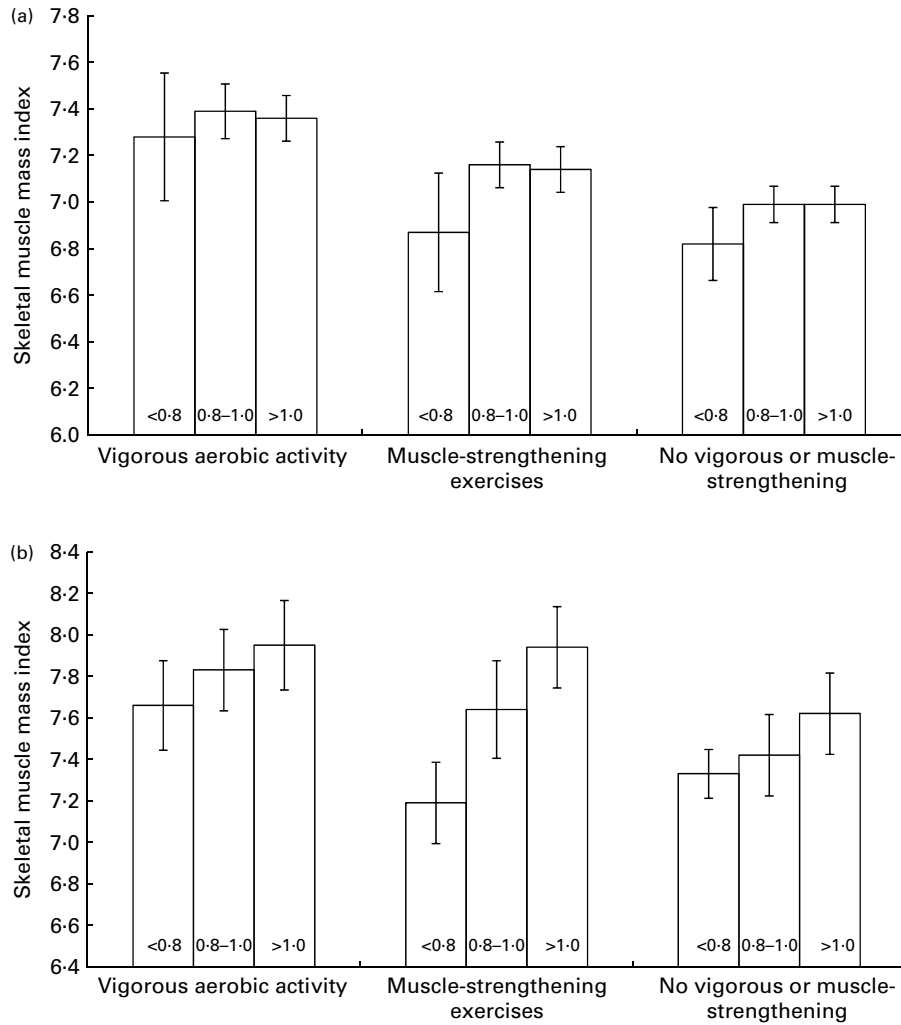 (a)
7·8
7·6
7·4
7·2
7·0
6·8
6·6
6·4
6·2
6.0
Skeletal muscle mass index
<0·8 0·8–1·0 >1·0 <0·8 0·8–1·0 >1·0 <0·8 0·8–1·0 >1·0
Vigorous aerobic activity
Muscle-strengthening
exercises
No vigorous or muscle-
strengthening
(b)
8·4
8·2
8·0
7·8
7·6
7·4
7·2
7·0
6·8
6·6
6·4
Skeletal muscle mass index
<0·8 0·8–1·0 >1·0 <0·8 0·8–1·0 >1·0 <0·8 0·8–1·0 >1·0
Vigorous aerobic activity
Muscle-strengthening
exercises
No vigorous or muscle-
strengthening